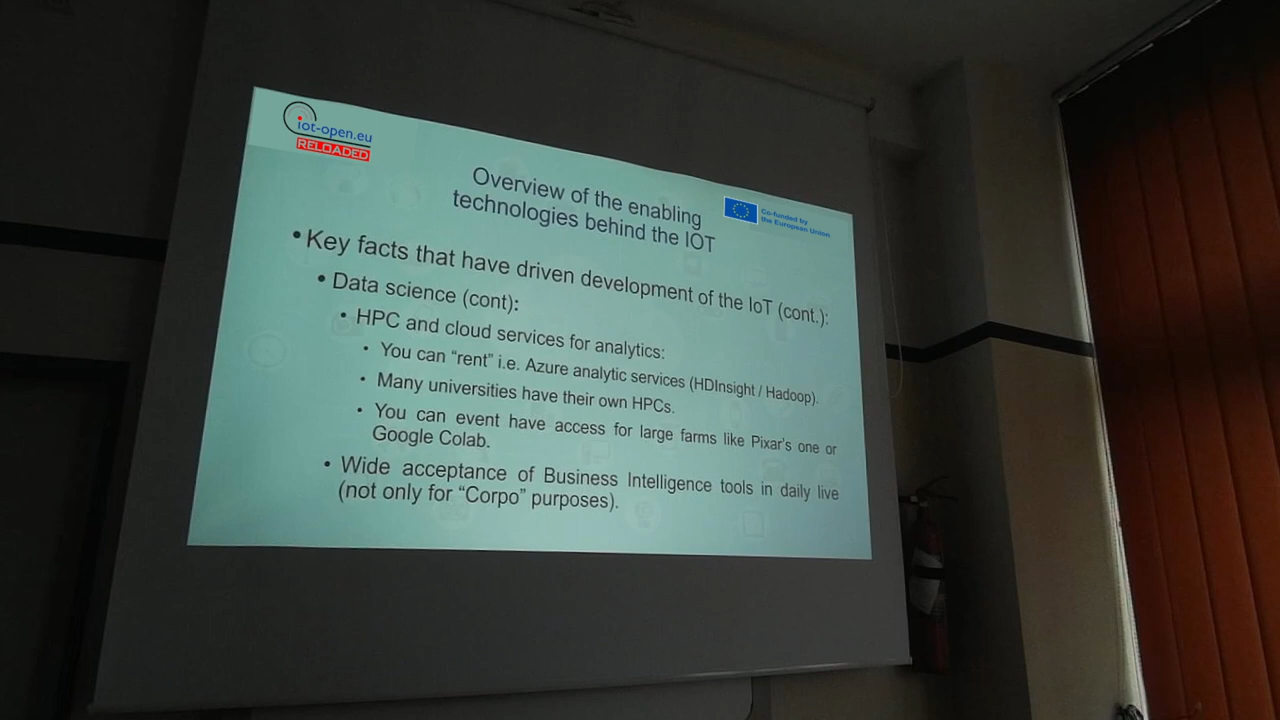 iot-open.eu
RELOADED
Overview of the enabling
technologies behind the IOT
Co-funded by
the European Union
• Key facts that have driven development of the IoT (cont.):
• Data science (cont):
• HPC and cloud services for analytics:
• You can “rent” i.e. Azure analytic services (HDInsight / Hadoop).
• Many universities have their own HPCs.
• You can event have access for large farms like Pixar's one or
Google Colab.
• Wide acceptance of Business Intelligence tools in daily live
(not only for “Corpo” purposes).